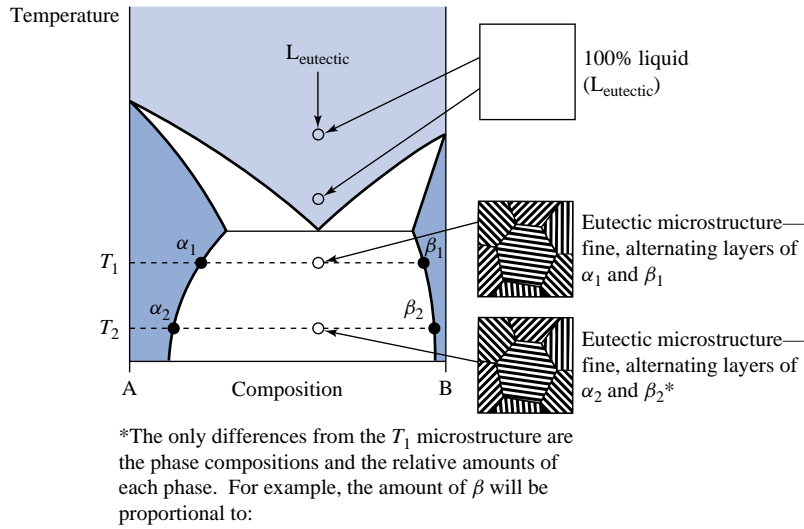 Temperature
L_eutectic
100% liquid
(L_eutectic)
α₁
β₁
T₁
Eutectic microstructure—
fine, alternating layers of
α₁ and β₁
α₂
β₂
T₂
Eutectic microstructure—
fine, alternating layers of
α₂ and β₂*
A
Composition
B
*The only differences from the T₁ microstructure are
the phase compositions and the relative amounts of
each phase. For example, the amount of β will be
proportional to: